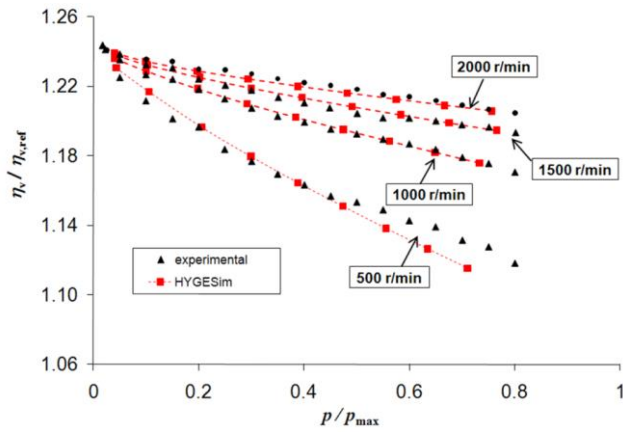 1.26
1.22
1.18
1.14
1.10
1.06
ηv / ηv,ref
2000 r/min
1500 r/min
1000 r/min
500 r/min
experimental
HYGESim
0 0.2 0.4 0.6 0.8 1
p/pmax